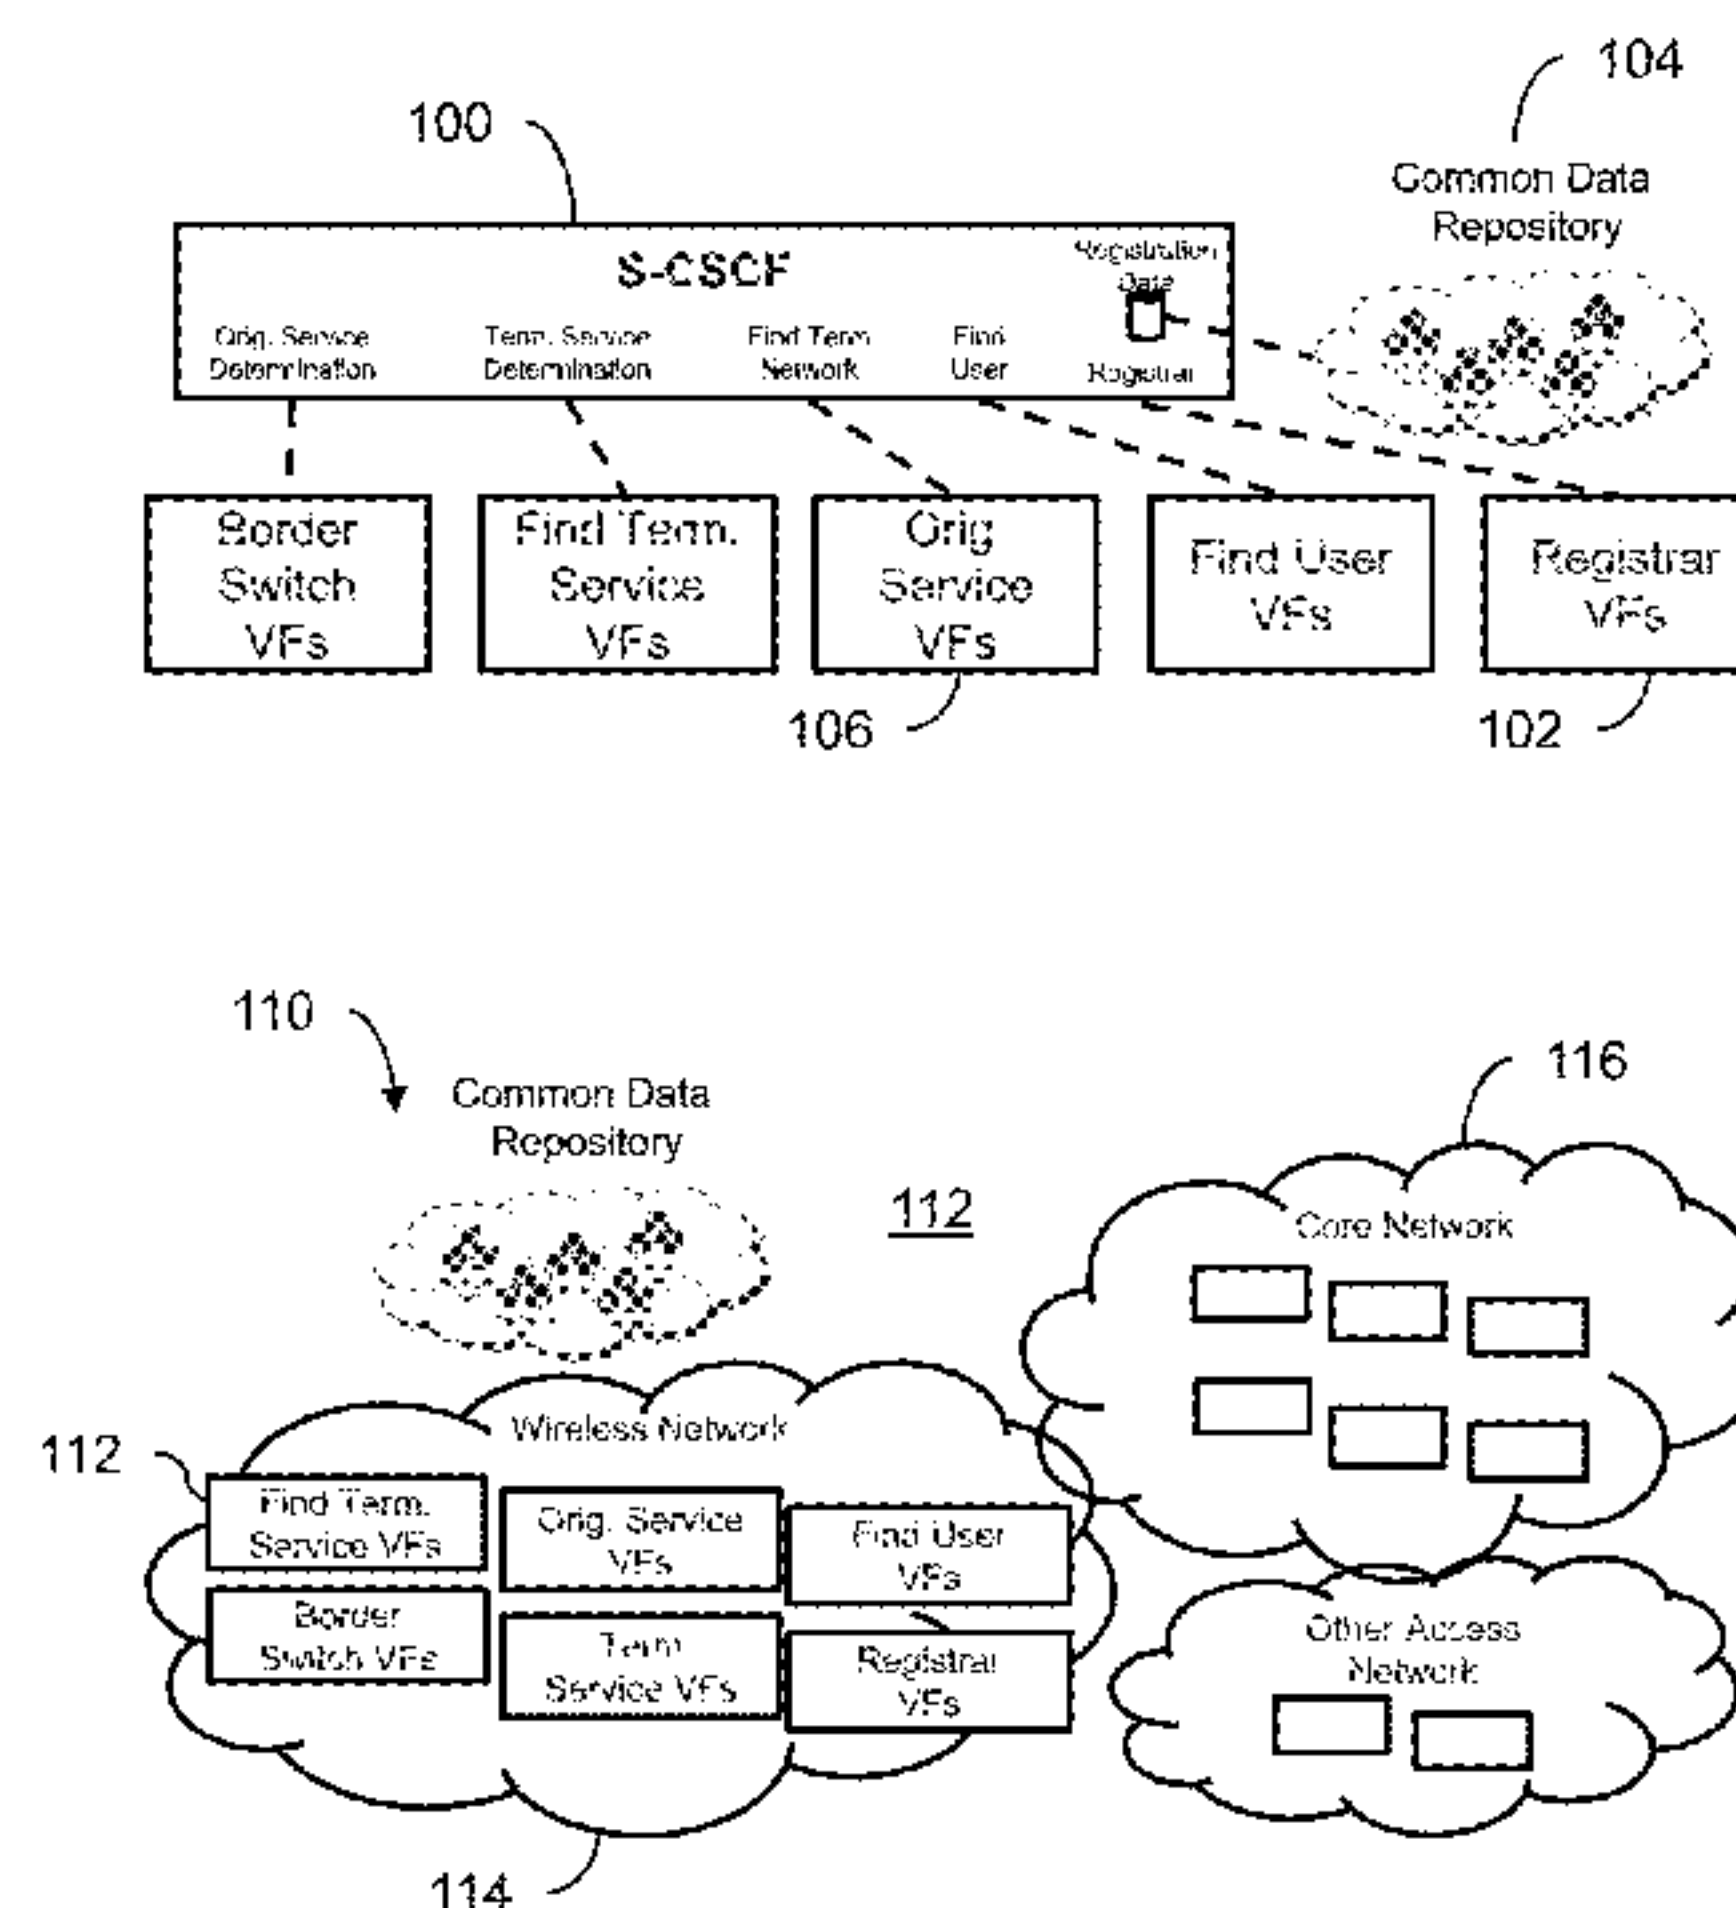 104
100
Common Data
Repository
S-CSCF
Registration
Data
Orig. Service
Determination
Term. Service
Determination
Find Term
Network
Find
User
Registrar
Border
Switch
VFs
Find Term.
Service
VFs
Orig
Service
VFs
Find User
VFs
Registrar
VFs
106
102
110
Common Data
Repository
112
116
Core Network
Wireless Network
112
Find Term.
Service VFs
Orig. Service
VFs
Find User
VFs
Border
Switch VFs
Term
Service VFs
Registrar
VFs
Other Access
Network
114